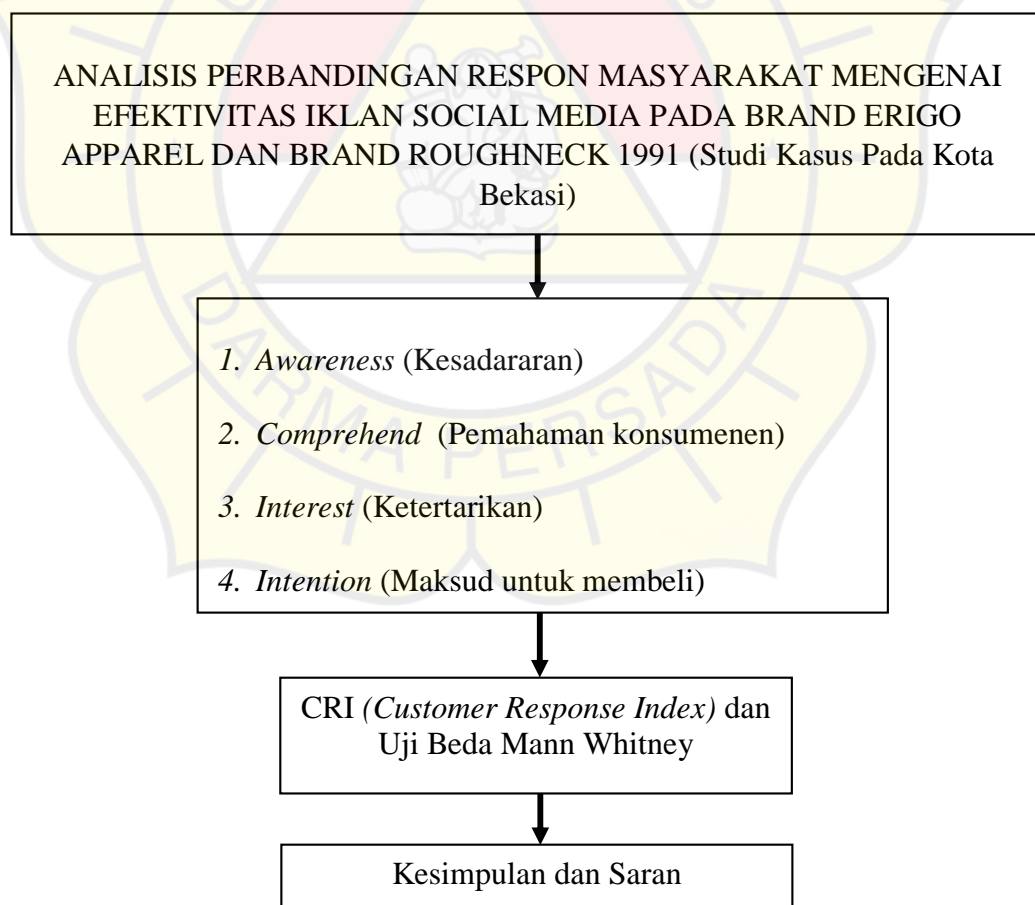 ANALISIS PERBANDINGAN RESPON MASYARAKAT MENGENAI
EFEKTIVITAS IKLAN SOCIAL MEDIA PADA BRAND ERIGO
APPAREL DAN BRAND ROUGHNECK 1991 (Studi Kasus Pada Kota
Bekasi)
1. Awareness (Kesadararan)
2. Comprehend (Pemahaman konsumenen)
3. Interest (Ketertarikan)
4. Intention (Maksud untuk membeli)
DARMA PERSADA
CRI (Customer Response Index) dan
Uji Beda Mann Whitney
Kesimpulan dan Saran